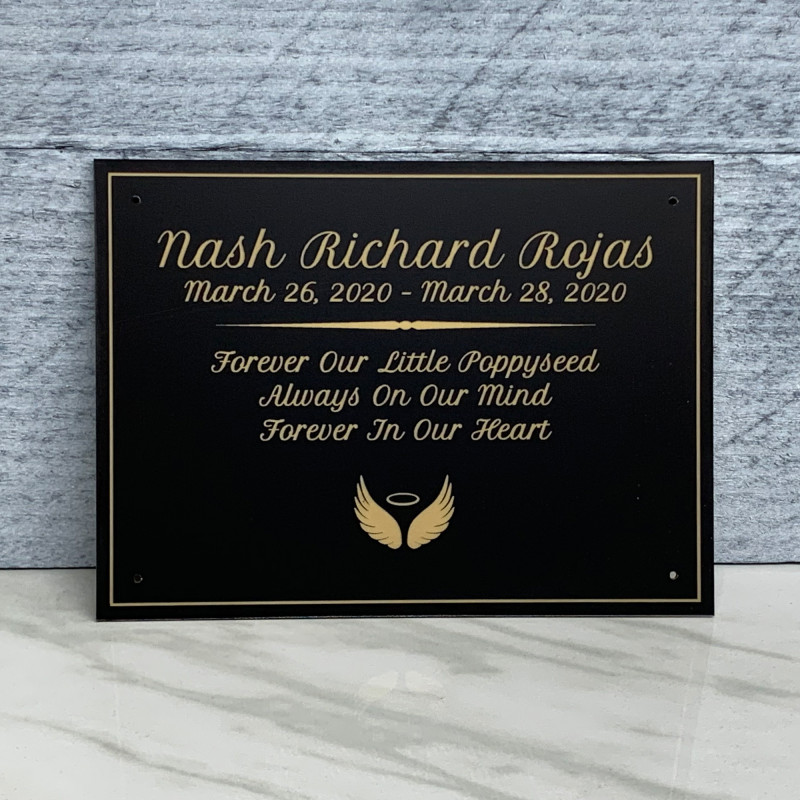 Nash Richard Rojas
March 26, 2020 - March 28, 2020
Forever Our Little Poppyseed
Always On Our Mind
Forever In Our Heart